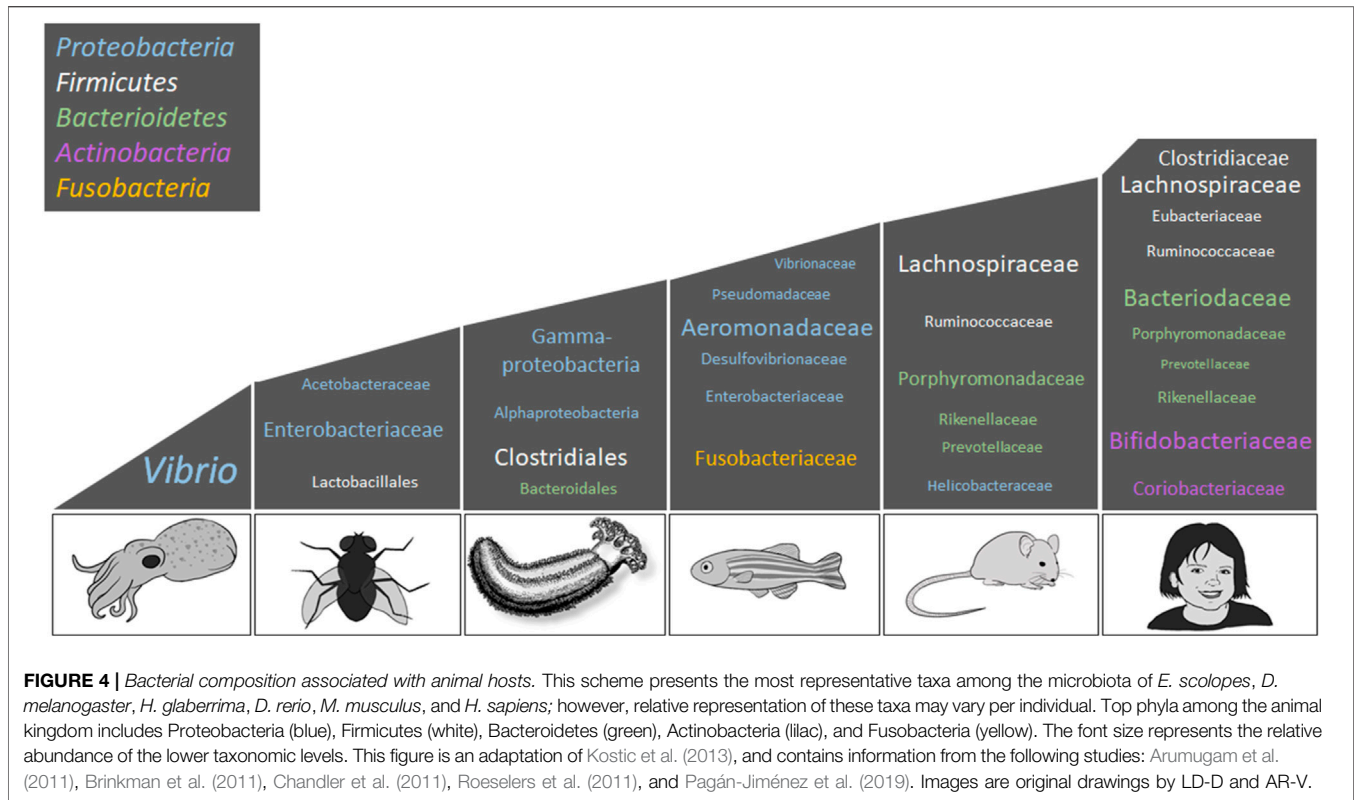 Proteobacteria
Firmicutes
Bacterioidetes
Actinobacteria
Fusobacteria
Vibrio
Acetobacteraceae
Enterobacteriaceae
Lactobacillales
Gamma-
proteobacteria
Alphaproteobacteria
Clostridiales
Bacteroidales
Vibrionaceae
Pseudomadaceae
Aeromonadaceae
Desulfovibrionaceae
Enterobacteriaceae
Fusobacteriaceae
Lachnospiraceae
Ruminococcaceae
Porphyromonadaceae
Rikenellaceae
Prevotellaceae
Helicobacteraceae
Clostridiaceae
Lachnospiraceae
Eubacteriaceae
Ruminococcaceae
Bacteriodaceae
Porphyromonadaceae
Prevotellaceae
Rikenellaceae
Bifidobacteriaceae
Coriobacteriaceae
FIGURE 4 | Bacterial composition associated with animal hosts. This scheme presents the most representative taxa among the microbiota of E. scolopes, D.
melanogaster, H. glaberrima, D. rerio, M. musculus, and H. sapiens; however, relative representation of these taxa may vary per individual. Top phyla among the animal
kingdom includes Proteobacteria (blue), Firmicutes (white), Bacteroidetes (green), Actinobacteria (lilac), and Fusobacteria (yellow). The font size represents the relative
abundance of the lower taxonomic levels. This figure is an adaptation of Kostic et al. (2013), and contains information from the following studies: Arumugam et al.
(2011), Brinkman et al. (2011), Chandler et al. (2011), Roeselers et al. (2011), and Pagán-Jiménez et al. (2019). Images are original drawings by LD-D and AR-V.